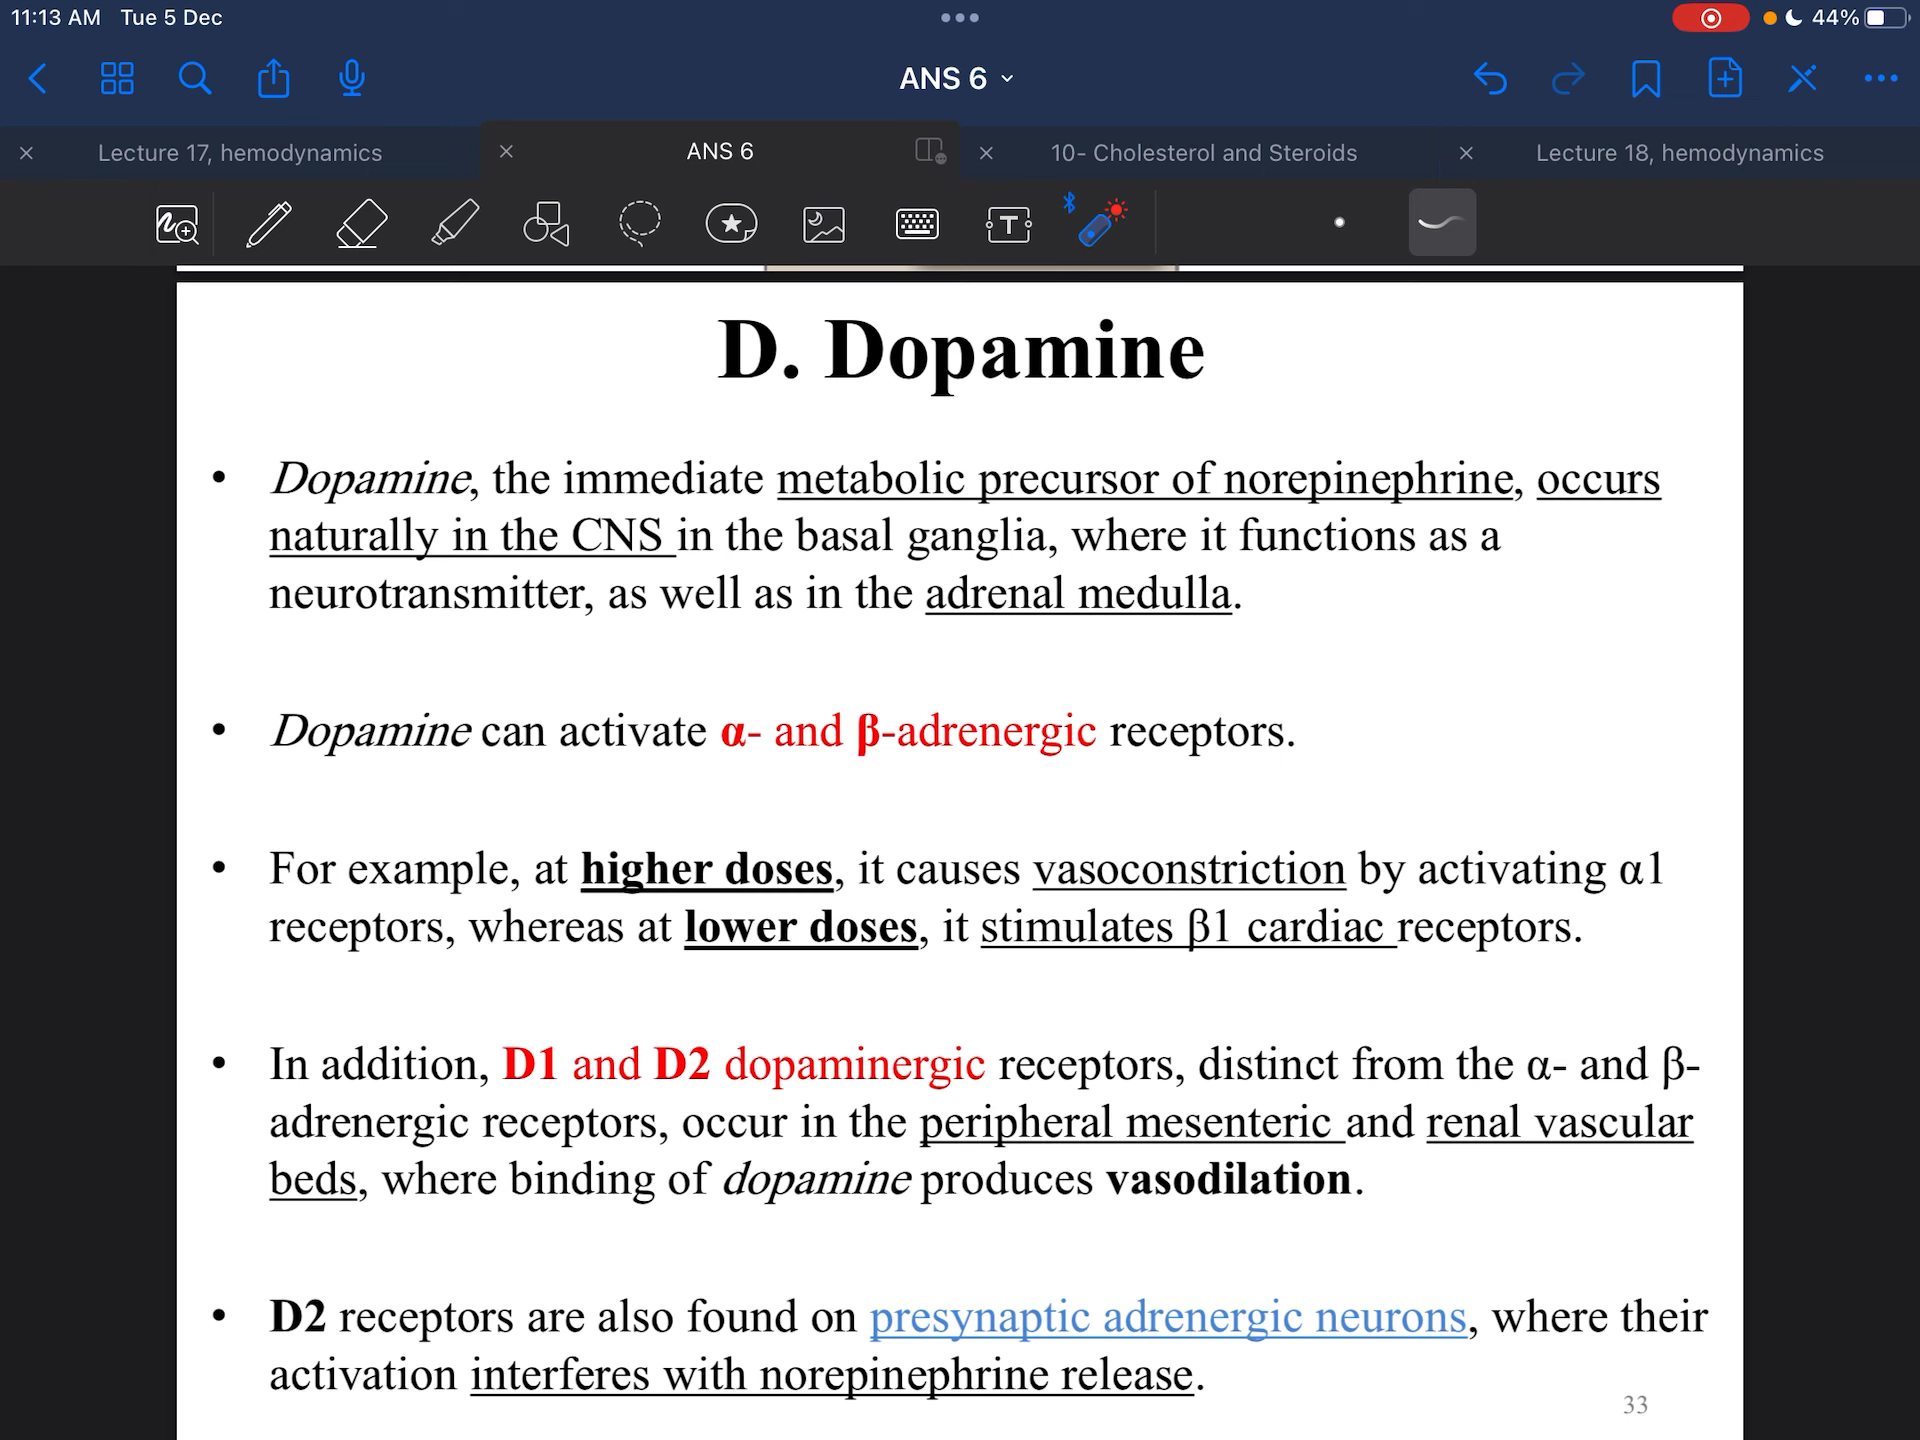 11:13 AM Tue 5 Dec
44%
ANS 6
Lecture 17, hemodynamics
ANS 6
10- Cholesterol and Steroids
Lecture 18, hemodynamics
T
D. Dopamine
• Dopamine, the immediate metabolic precursor of norepinephrine, occurs
naturally in the CNS in the basal ganglia, where it functions as a
neurotransmitter, as well as in the adrenal medulla.
• Dopamine can activate α- and β-adrenergic receptors.
• For example, at higher doses, it causes vasoconstriction by activating α1
receptors, whereas at lower doses, it stimulates β1 cardiac receptors.
• In addition, D1 and D2 dopaminergic receptors, distinct from the α- and β-
adrenergic receptors, occur in the peripheral mesenteric and renal vascular
beds, where binding of dopamine produces vasodilation.
• D2 receptors are also found on presynaptic adrenergic neurons, where their
activation interferes with norepinephrine release.
33